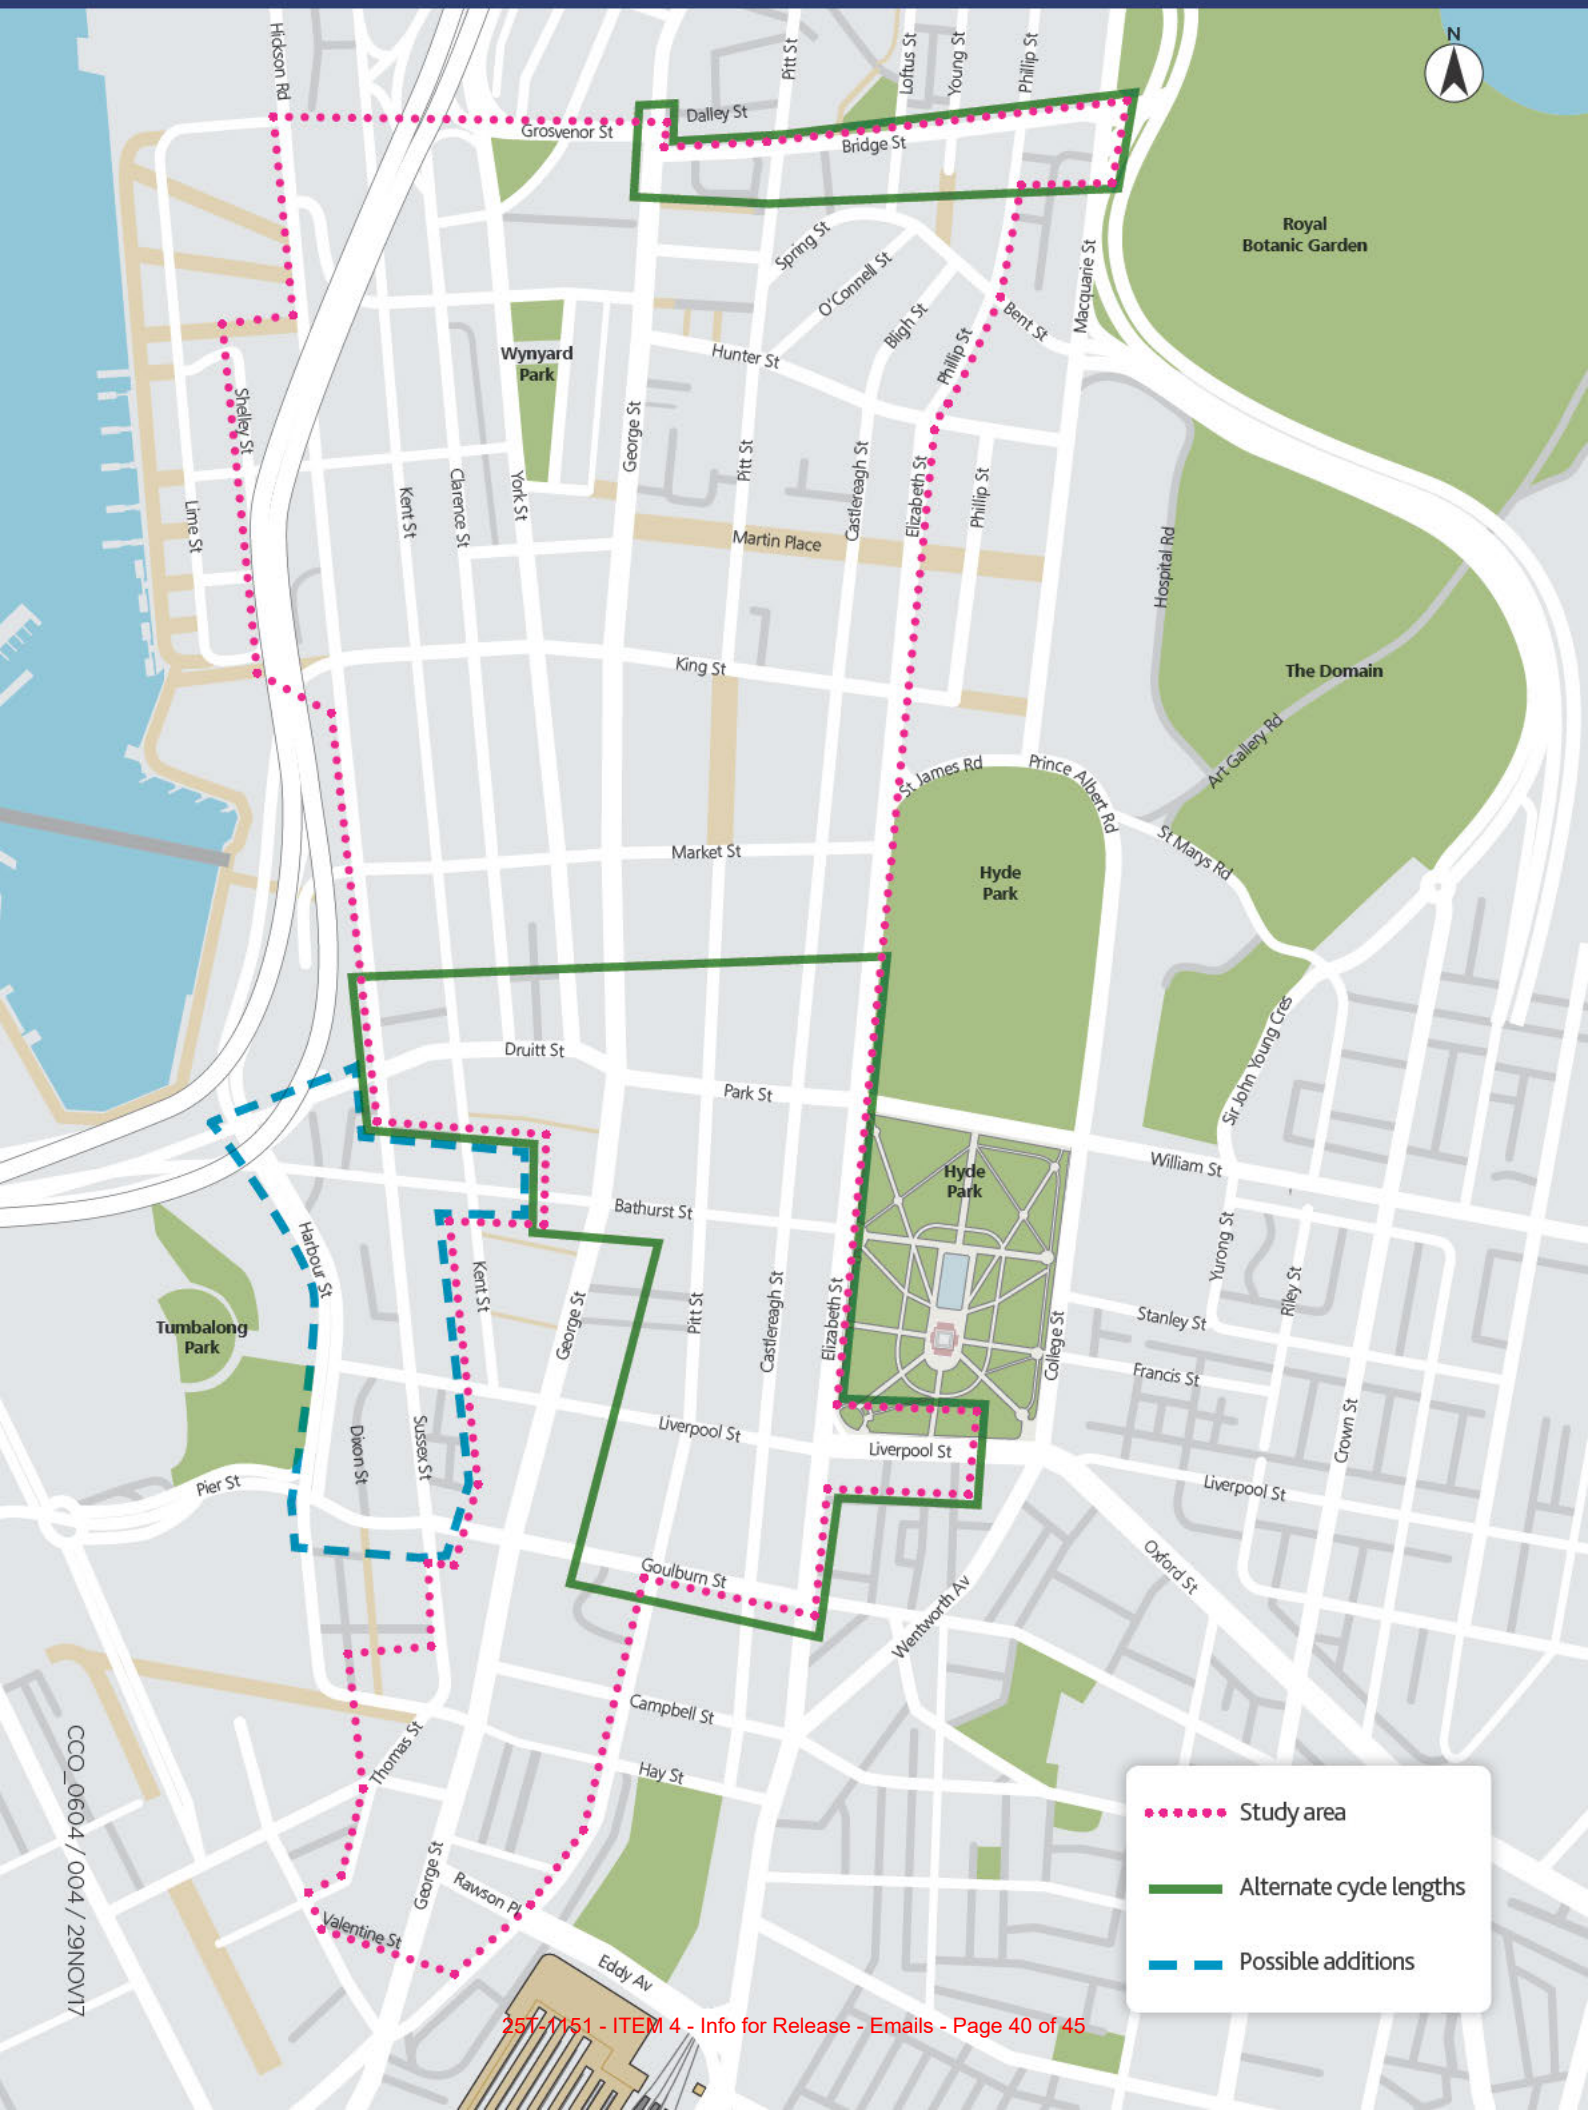 Hickson Rd
Pitt St
Loftus St
Young St
Phillip St
N
Dalley St
Grosvenor St
Bridge St
Royal
Botanic Garden
Spring St
O'Connell St
Macquarie St
Bligh St
Bent St
Phillip St
Wynyard
Park
Hunter St
Shelley St
George St
Pitt St
Castlereagh St
Elizabeth St
Phillip St
Kent St
Clarence St
York St
Lime St
Martin Place
Hospital Rd
King St
The Domain
Art Gallery Rd
St James Rd
Prince Albert Rd
St Marys Rd
Market St
Hyde
Park
Sir John Young Cres
Druitt St
Park St
William St
Hyde
Park
Bathurst St
Harbour St
Kent St
George St
Pitt St
Castlereagh St
Elizabeth St
College St
Yurong St
Riley St
Stanley St
Francis St
Tumbalong
Park
Dixon St
Sussex St
Liverpool St
Liverpool St
Liverpool St
Crown St
Pier St
Goulburn St
Wentworth Av
Oxford St
Campbell St
Thomas St
Hay St
George St
Rawson Pl
Valentine St
Eddy Av
Study area
Alternate cycle lengths
Possible additions
CCO_0604 / 004 / 29NOV17
25T-1151 - ITEM 4 - Info for Release - Emails - Page 40 of 45